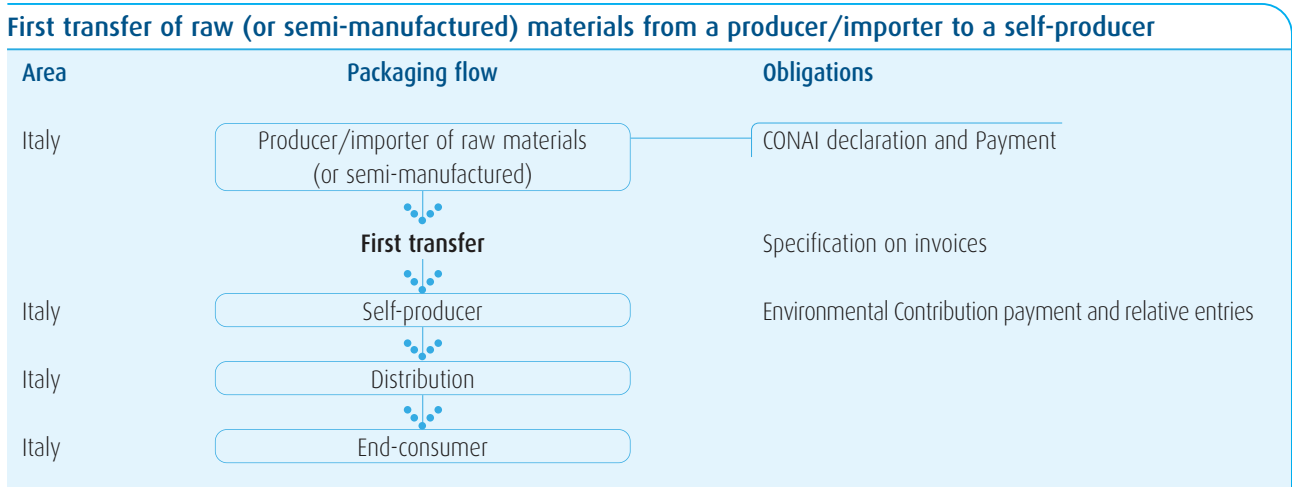 First transfer of raw (or semi-manufactured) materials from a producer/importer to a self-producer
Area Packaging flow Obligations
Italy Producer/importer of raw materials CONAI declaration and Payment
(or semi-manufactured)
First transfer Specification on invoices
Italy Self-producer Environmental Contribution payment and relative entries
Italy Distribution
Italy End-consumer